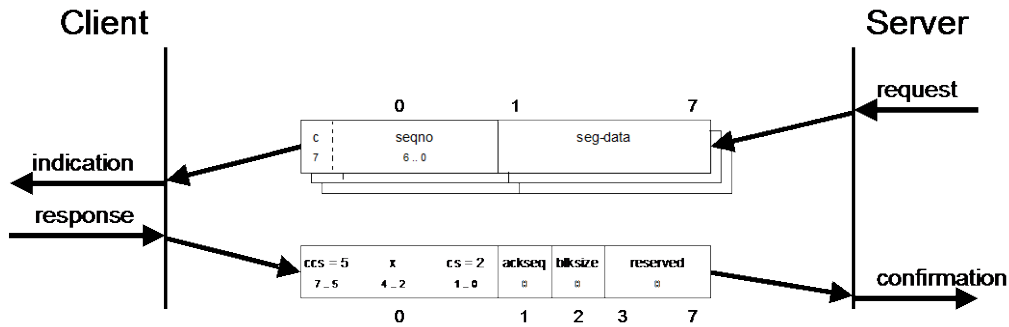 Client Server
request
0 1 7
c seqno seg-data
7 6 .. 0
indication
response
ccs = 5 x cs = 2 ackseq blksize reserved
7 .. 5 4 .. 2 1 .. 0
confirmation
0 1 2 3 7